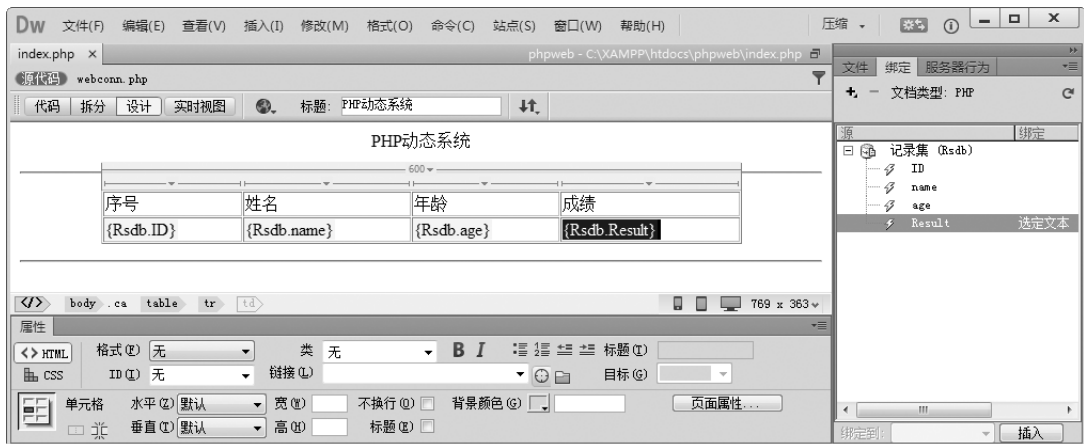 Dw 文件(F) 编辑(E) 查看(V) 插入(I) 修改(M) 格式(O) 命令(C) 站点(S) 窗口(W) 帮助(H) 压缩
index.php × phpweb - C:\XAMPP\htdocs\phpweb\index.php
源代码 webconn.php
代码 拆分 设计 实时视图 标题: PHP动态系统
PHP动态系统
600
序号 姓名 年龄 成绩
{Rsdb.ID} {Rsdb.name} {Rsdb.age} {Rsdb.Result}
body .ca table tr td 769 x 363
属性
<> HTML 格式(F) 无 类 无 B I 标题(T)
CSS ID(I) 无 链接(L) 目标(G)
单元格 水平(Z) 默认 宽(W) 不换行(O) 背景颜色(G) 页面属性...
垂直(T) 默认 高(H) 标题(E)
文件 绑定 服务器行为
文档类型: PHP
源 绑定
记录集 (Rsdb)
ID
name
age
Result 选定文本
绑定到: 插入